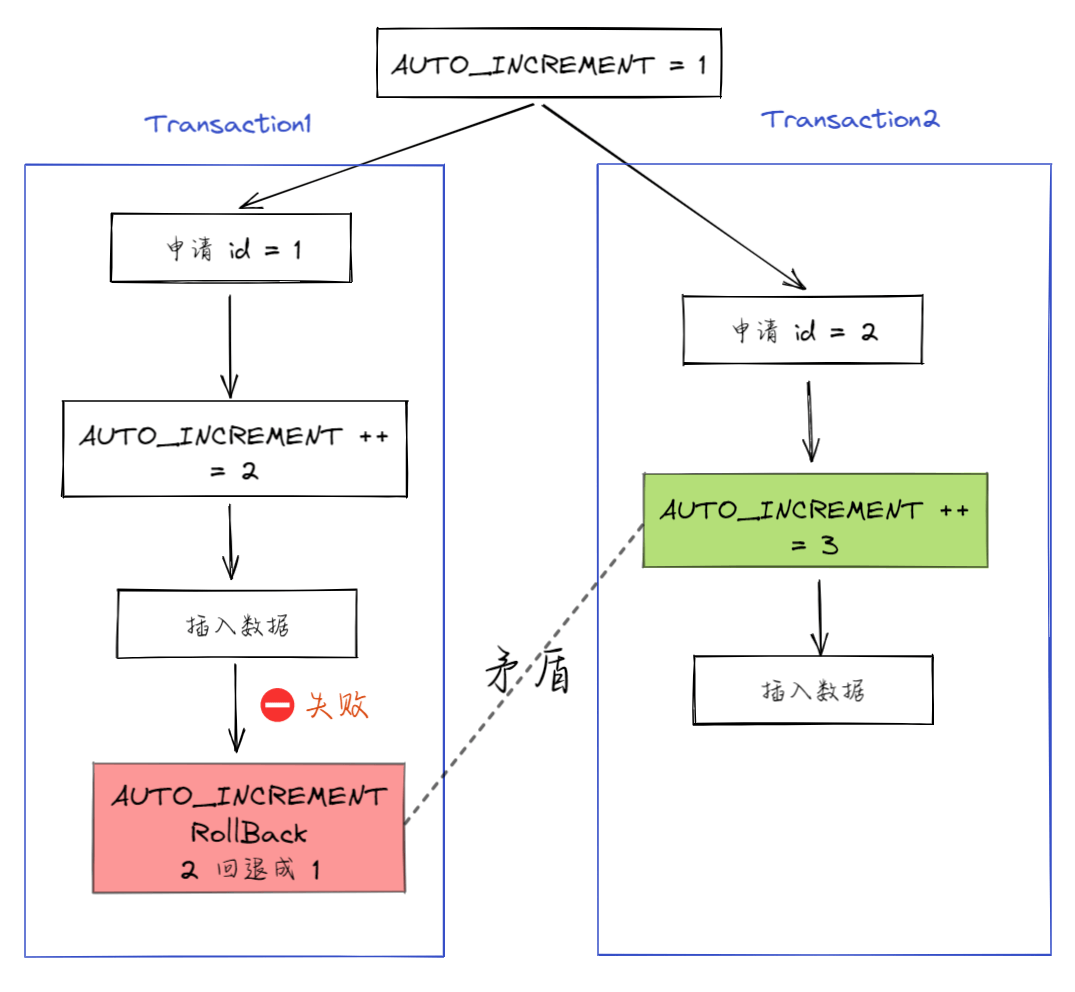 AUTO_INCREMENT = 1
Transaction1
申请 id = 1
AUTO_INCREMENT ++
= 2
插入数据
失败
AUTO_INCREMENT
RollBack
2 回退成 1
矛盾
Transaction2
申请 id = 2
AUTO_INCREMENT ++
= 3
插入数据